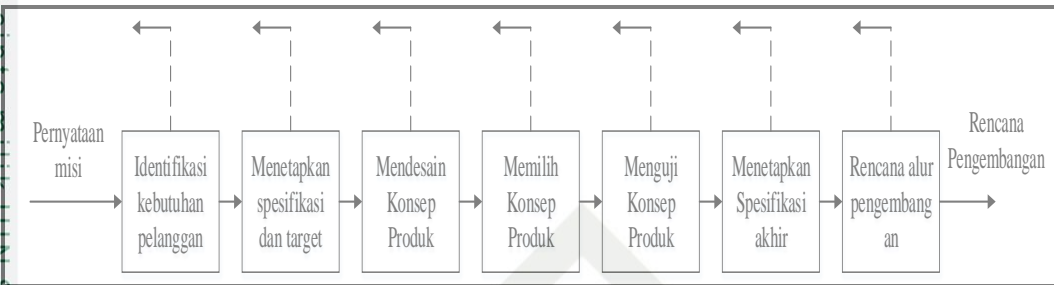 Pernyataan
misi
Identifikasi
kebutuhan
pelanggan
Menetapkan
spesifikasi
dan target
Mendesain
Konsep
Produk
Memilih
Konsep
Produk
Menguji
Konsep
Produk
Menetapkan
Spesifikasi
akhir
Rencana alur
pengembang
an
Rencana
Pengembangan